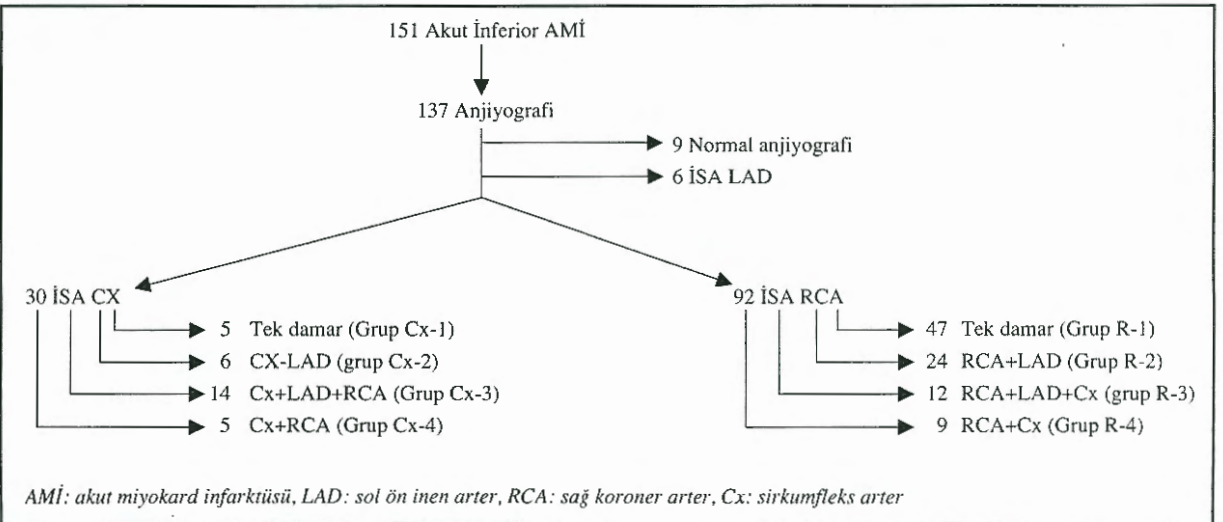 151 Akut İnferior AMİ
137 Anjiyografi
9 Normal anjiyografi
6 İSA LAD
30 İSA CX
5 Tek damar (Grup Cx-1)
6 CX-LAD (grup Cx-2)
14 Cx+LAD+RCA (Grup Cx-3)
5 Cx+RCA (Grup Cx-4)
92 İSA RCA
47 Tek damar (Grup R-1)
24 RCA+LAD (Grup R-2)
12 RCA+LAD+Cx (grup R-3)
9 RCA+Cx (Grup R-4)
AMİ: akut miyokard infarktüsü, LAD: sol ön inen arter, RCA: sağ koroner arter, Cx: sirkumfleks arter